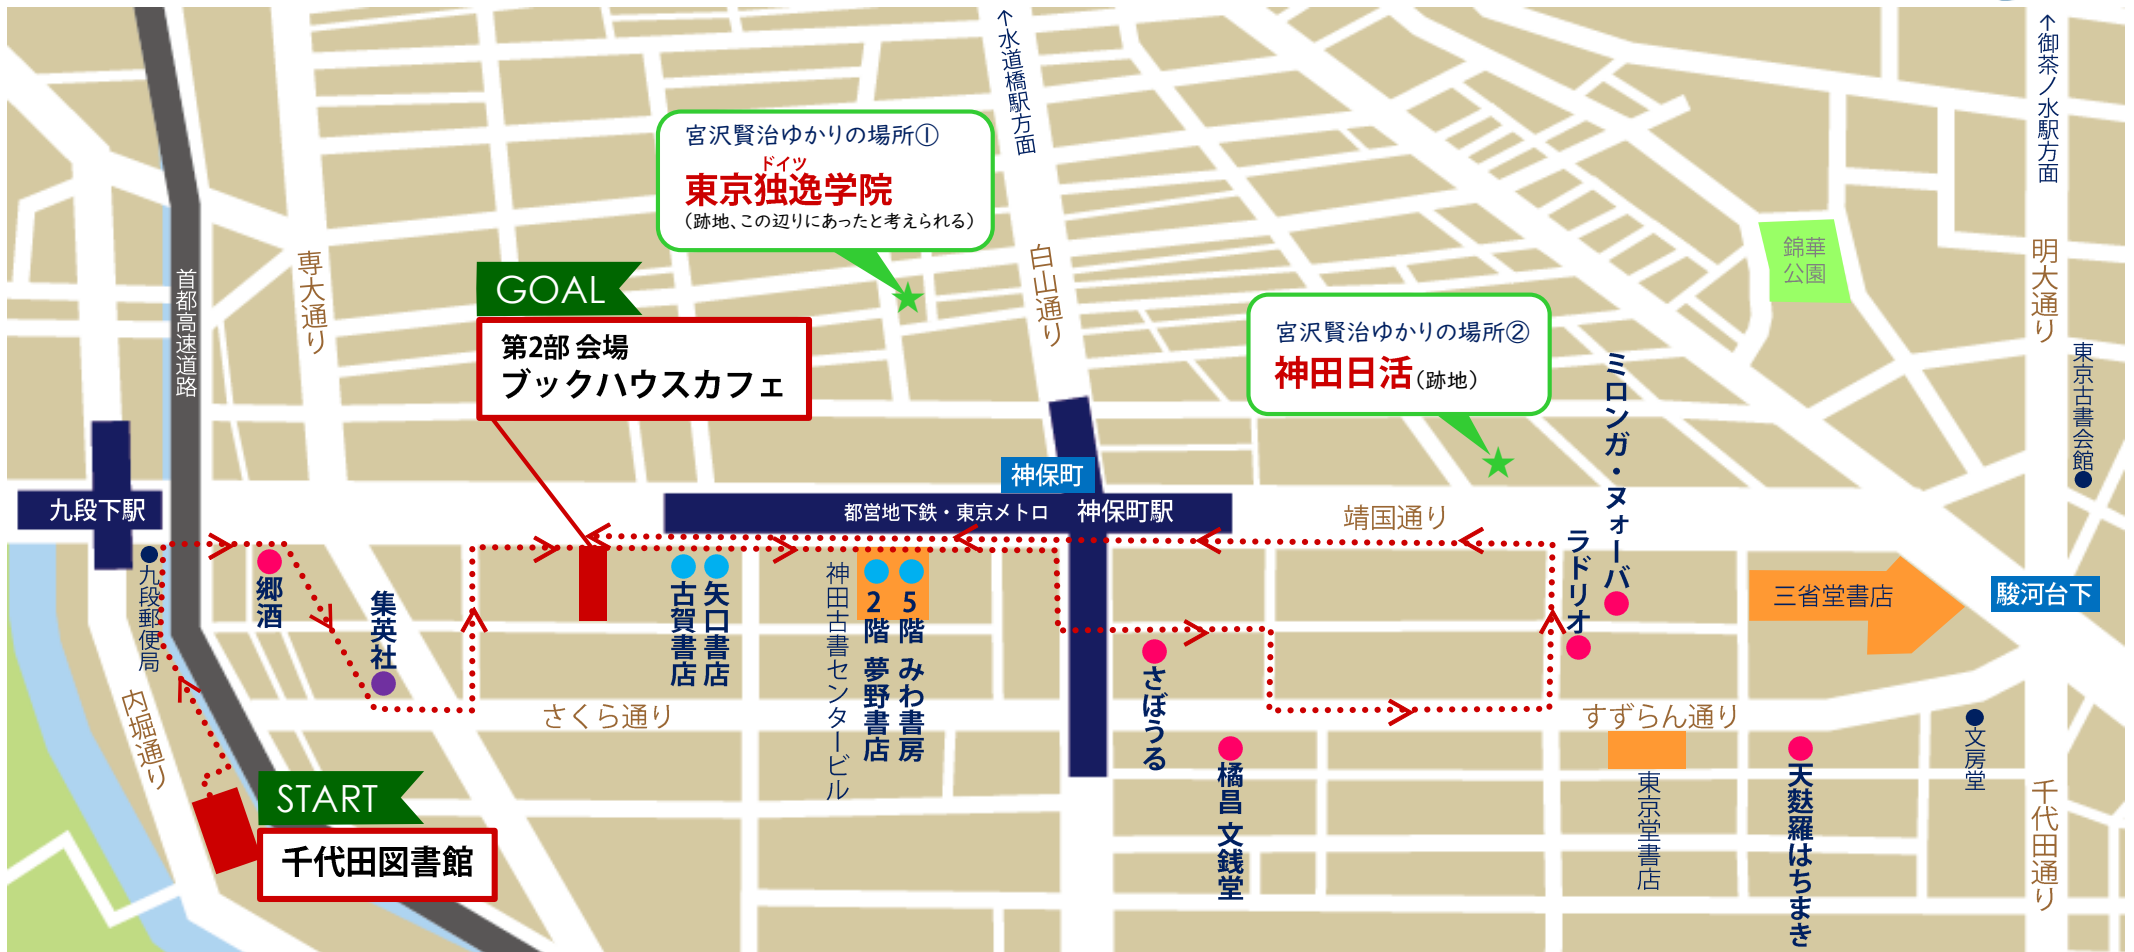 ↑水道橋駅方面
↑御茶ノ水駅方面
宮沢賢治ゆかりの場所①
ドイツ
東京独逸学院
（跡地、この辺りにあったと考えられる）
錦華
公園
首都高速道路
専大通り
白山通り
明大通り
GOAL
第2部 会場
ブックハウスカフェ
宮沢賢治ゆかりの場所②
神田日活（跡地）
ミロンガ・ヌォーバ
東京古書会館
神保町
九段下駅
都営地下鉄・東京メトロ
神保町駅
靖国通り
ラドリオ
九段郵便局
郷酒
集英社
古賀書店
矢口書店
神田古書センタービル
2階 夢野書店
5階 みわ書房
三省堂書店
駿河台下
さぼうる
内堀通り
さくら通り
すずらん通り
橘昌 文銭堂
東京堂書店
天麩羅はちまき
文房堂
千代田通り
START
千代田図書館